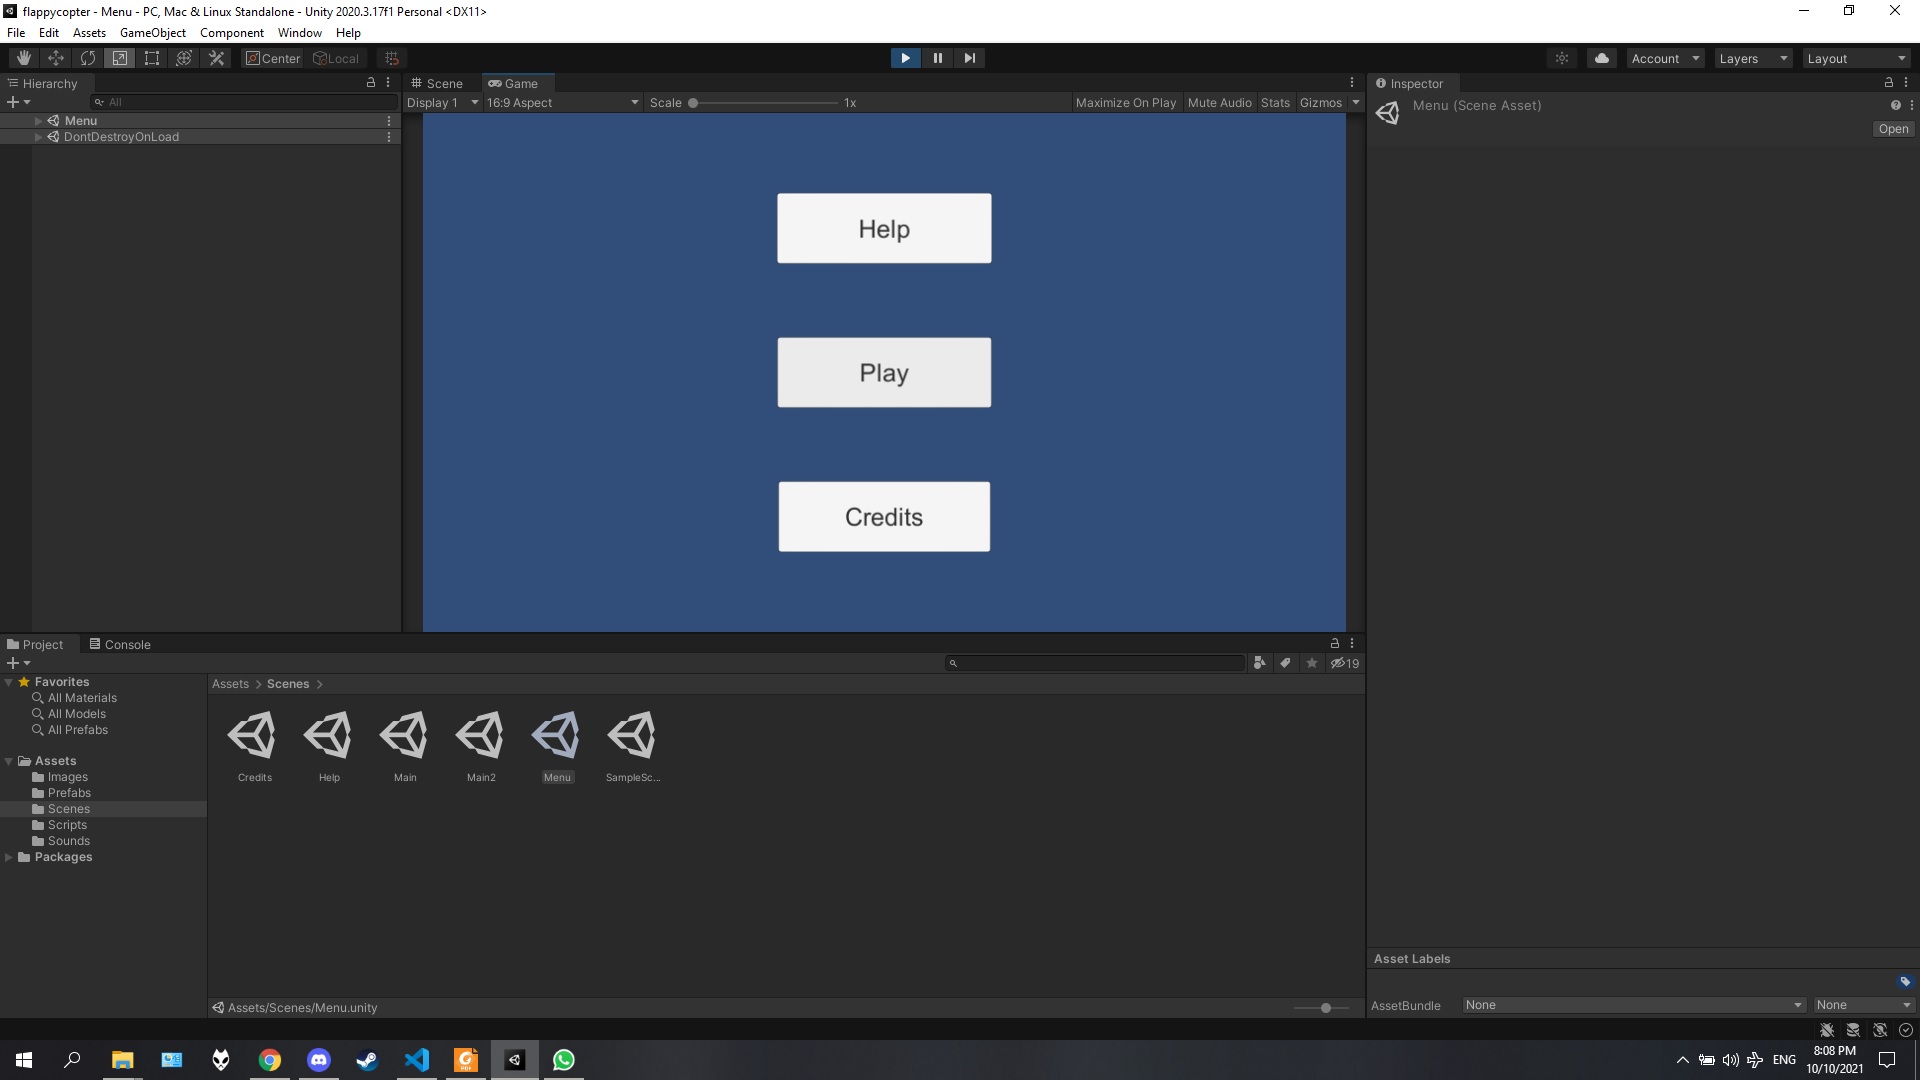 flappycopter - Menu - PC, Mac & Linux Standalone - Unity 2020.3.17f1 Personal <DX11>
File Edit Assets GameObject Component Window Help
Center Local Account Layers Layout
Hierarchy
All
Menu
DontDestroyOnLoad
Scene Game
Display 1 16:9 Aspect Scale 1x Maximize On Play Mute Audio Stats Gizmos
Help
Play
Credits
Inspector
Menu (Scene Asset)
Open
Project Console
19
Favorites
All Materials
All Models
All Prefabs
Assets
Images
Prefabs
Scenes
Scripts
Sounds
Packages
Assets > Scenes >
Credits Help Main Main2 Menu SampleSc...
Assets/Scenes/Menu.unity
Asset Labels
AssetBundle None None
ENG
8:08 PM
10/10/2021